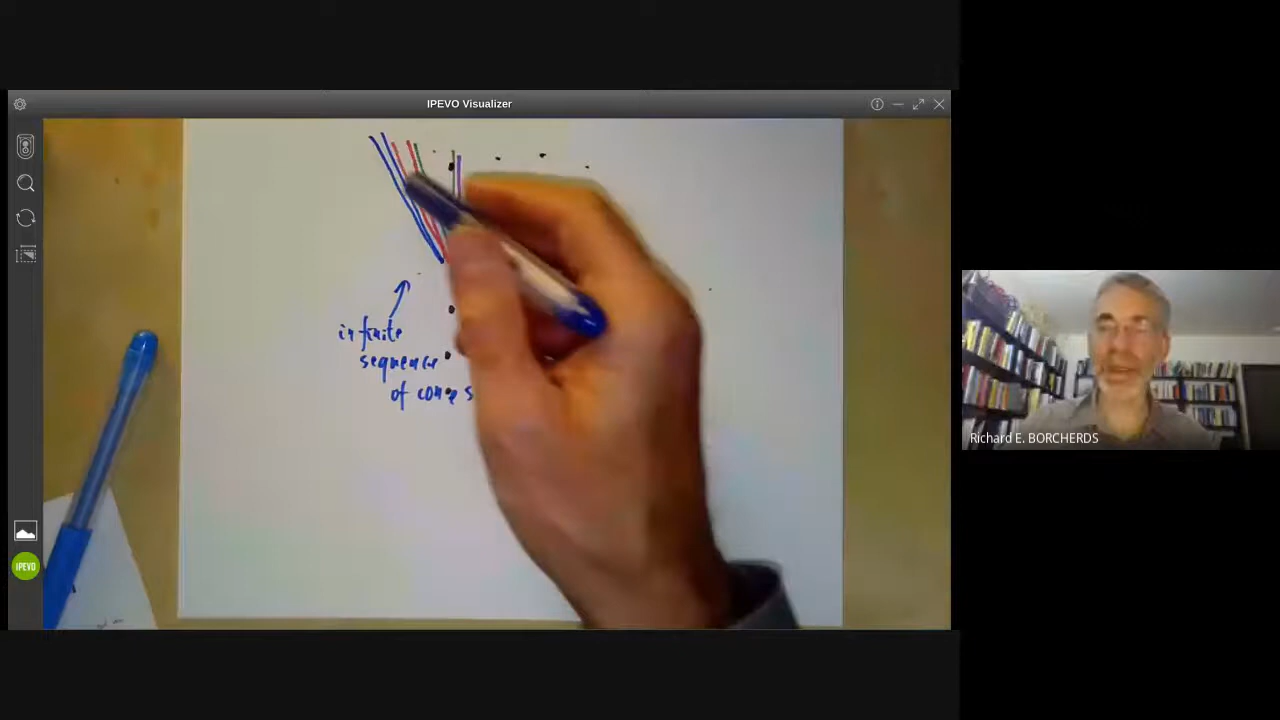 IPEVO Visualizer
infinite
sequence
of cones
IPEVO
Richard E. BORCHERDS